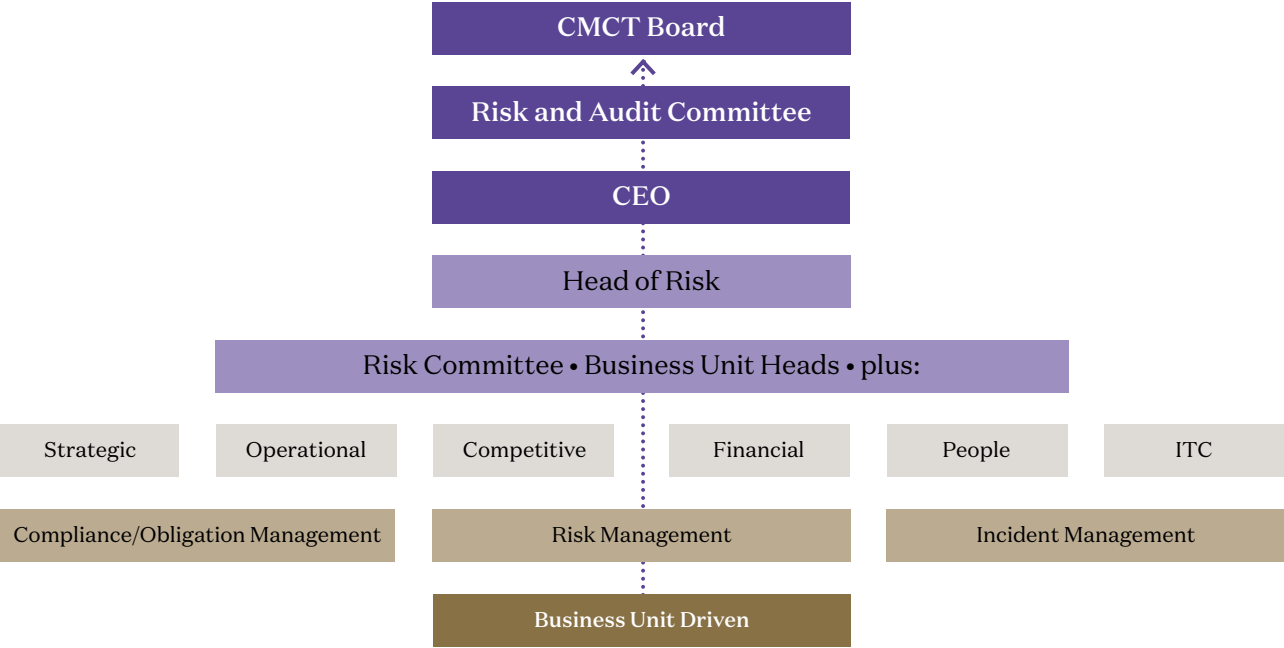 CMCT Board
Risk and Audit Committee
CEO
Head of Risk
Risk Committee • Business Unit Heads • plus:
Strategic
Operational
Competitive
Financial
People
ITC
Compliance/Obligation Management
Risk Management
Incident Management
Business Unit Driven